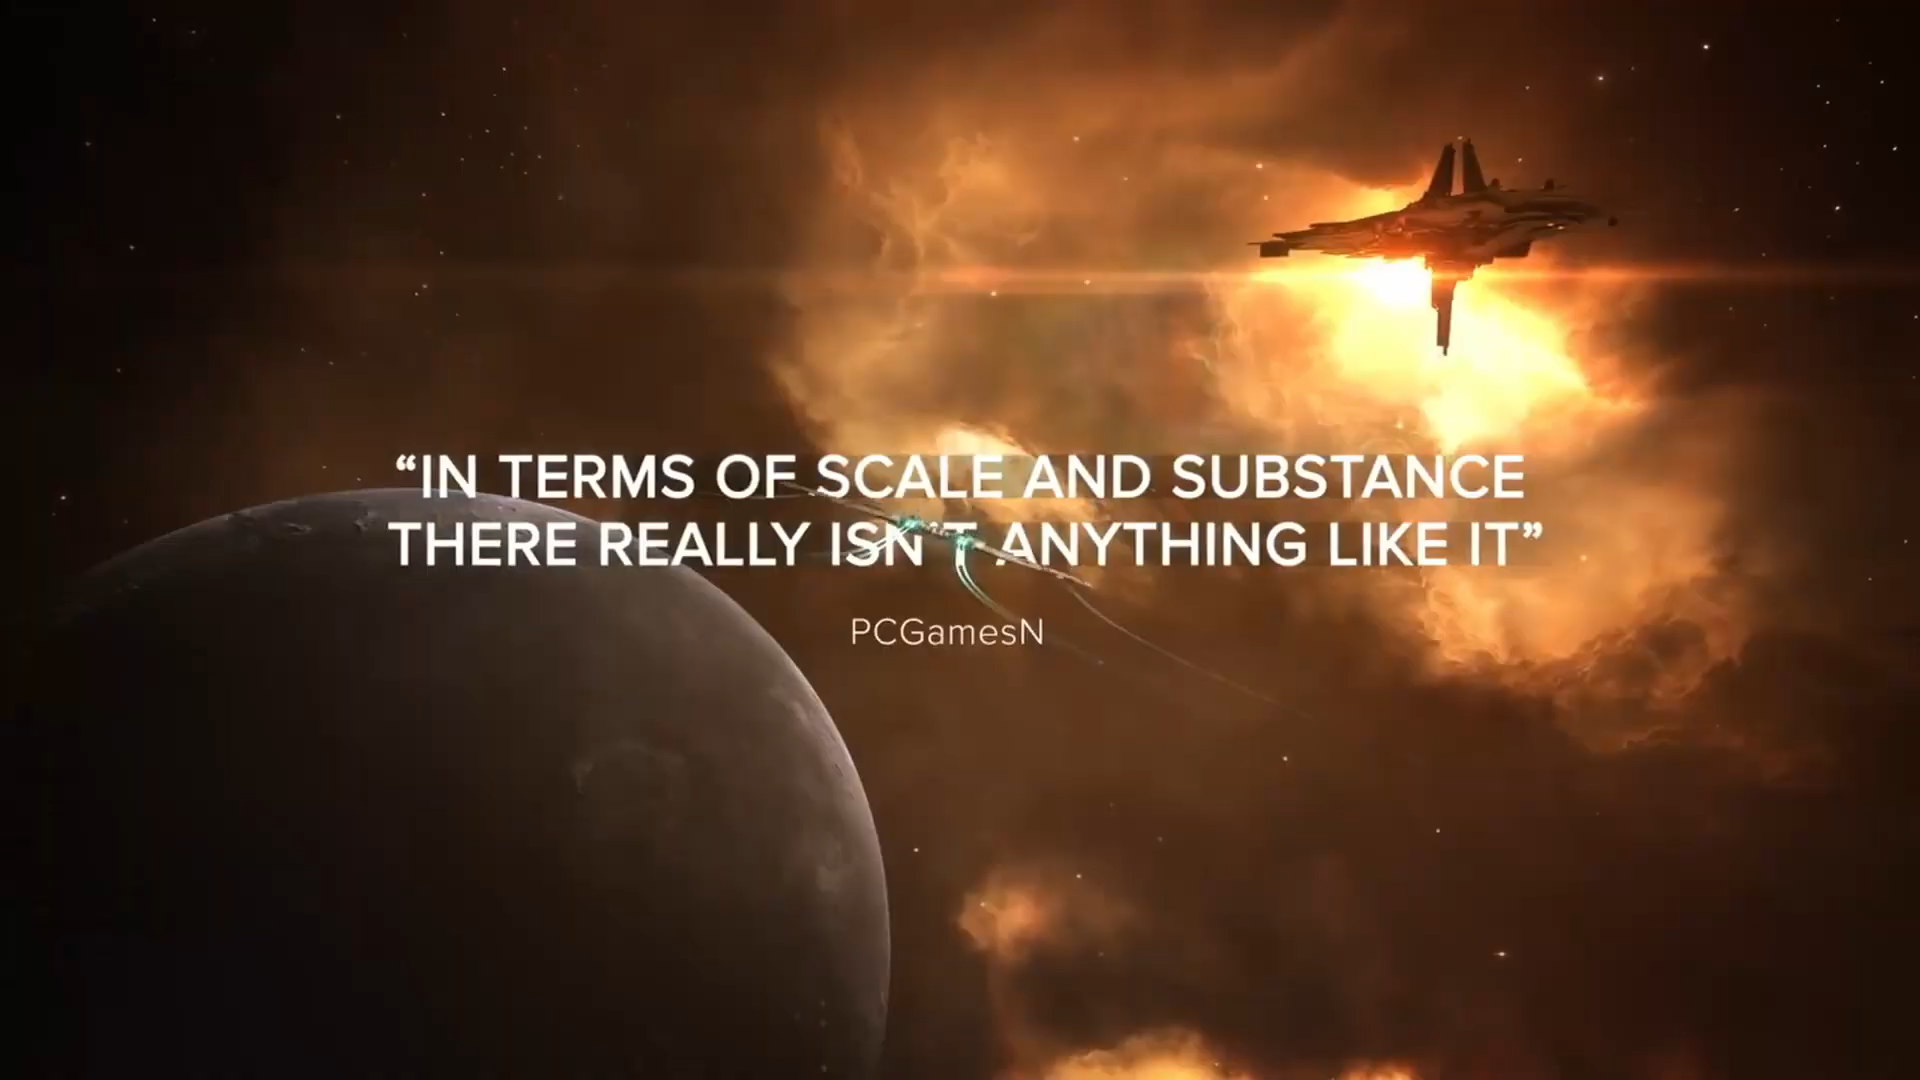 “IN TERMS OF SCALE AND SUBSTANCE
THERE REALLY ISN'T ANYTHING LIKE IT”
PCGamesN